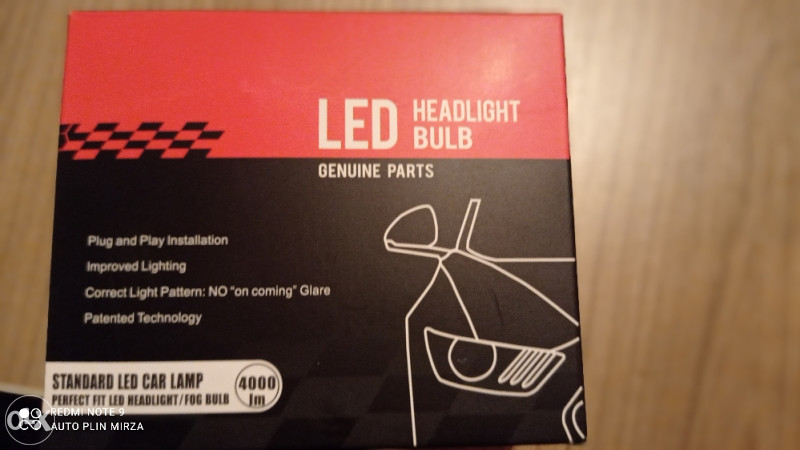 LED HEADLIGHT
BULB
GENUINE PARTS
Plug and Play Installation
Improved Lighting
Correct Light Pattern: NO "on coming" Glare
Patented Technology
STANDARD LED CAR LAMP
PERFECT FIT LED HEADLIGHT/FOG BULB
4000
lm
REDMI NOTE 9
AUTO PLIN MIRZA